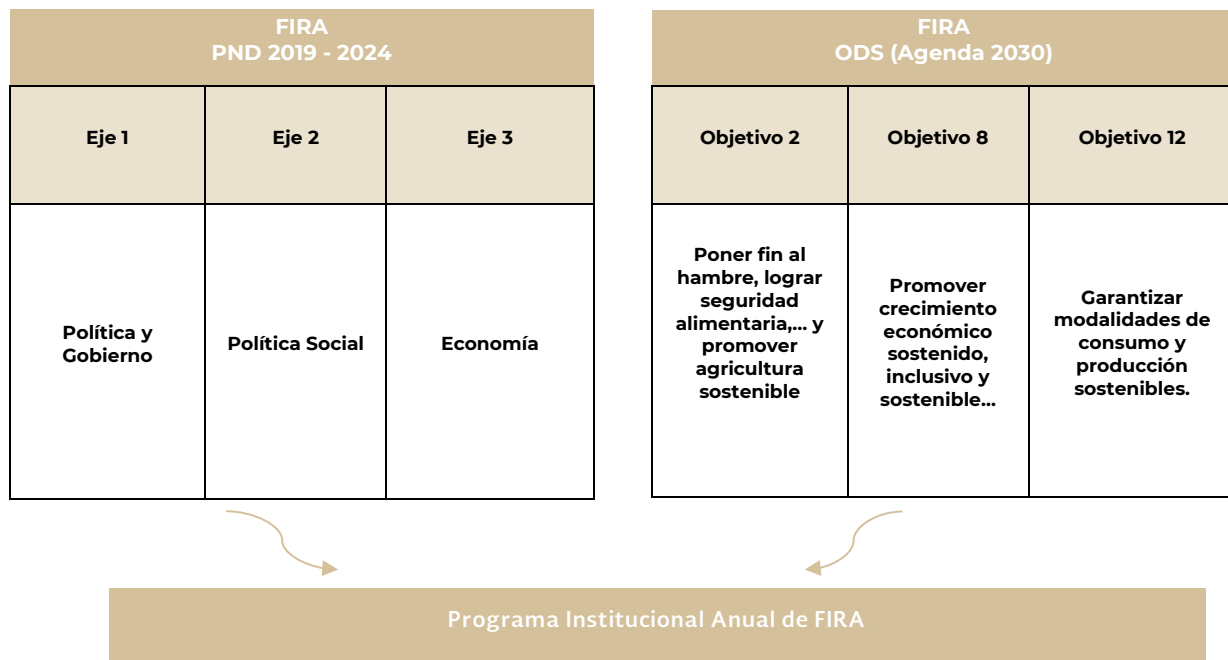 FIRA
PND 2019 - 2024
Eje 1
Eje 2
Eje 3
Política y
Gobierno
Política Social
Economía
FIRA
ODS (Agenda 2030)
Objetivo 2
Objetivo 8
Objetivo 12
Poner fin al
hambre, lograr
seguridad
alimentaria,... y
promover
agricultura
sostenible
Promover
crecimiento
económico
sostenido,
inclusivo y
sostenible...
Garantizar
modalidades de
consumo y
producción
sostenibles.
Programa Institucional Anual de FIRA